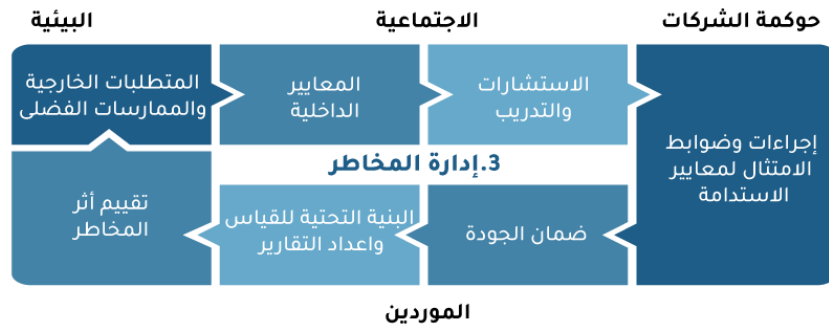 حوكمة الشركات
الاجتماعية
البيئية
إجراءات وضوابط
الامتثال لمعايير
الاستدامة
الاستشارات
والتدريب
المعايير
الداخلية
المتطلبات الخارجية
والممارسات الفضلى
3.إدارة المخاطر
ضمان الجودة
البنية التحتية للقياس
واعداد التقارير
تقييم أثر
المخاطر
الموردين